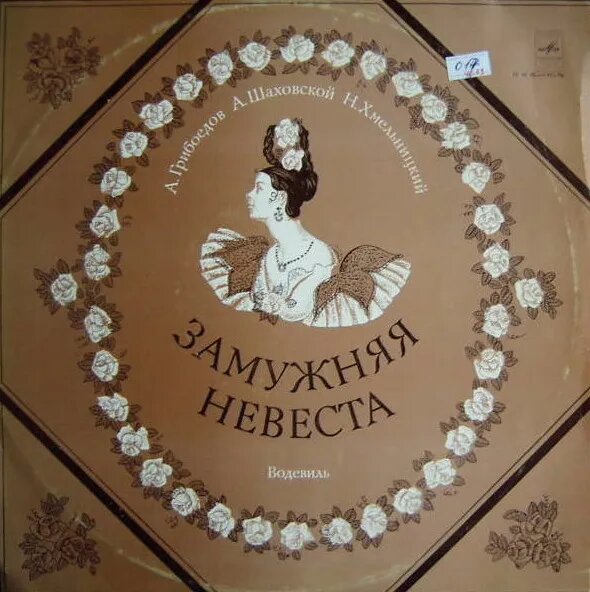 А. Грибоедов А. Шаховской Н. Хмельницкий
ЗАМУЖНЯЯ
НЕВЕСТА
Водевиль